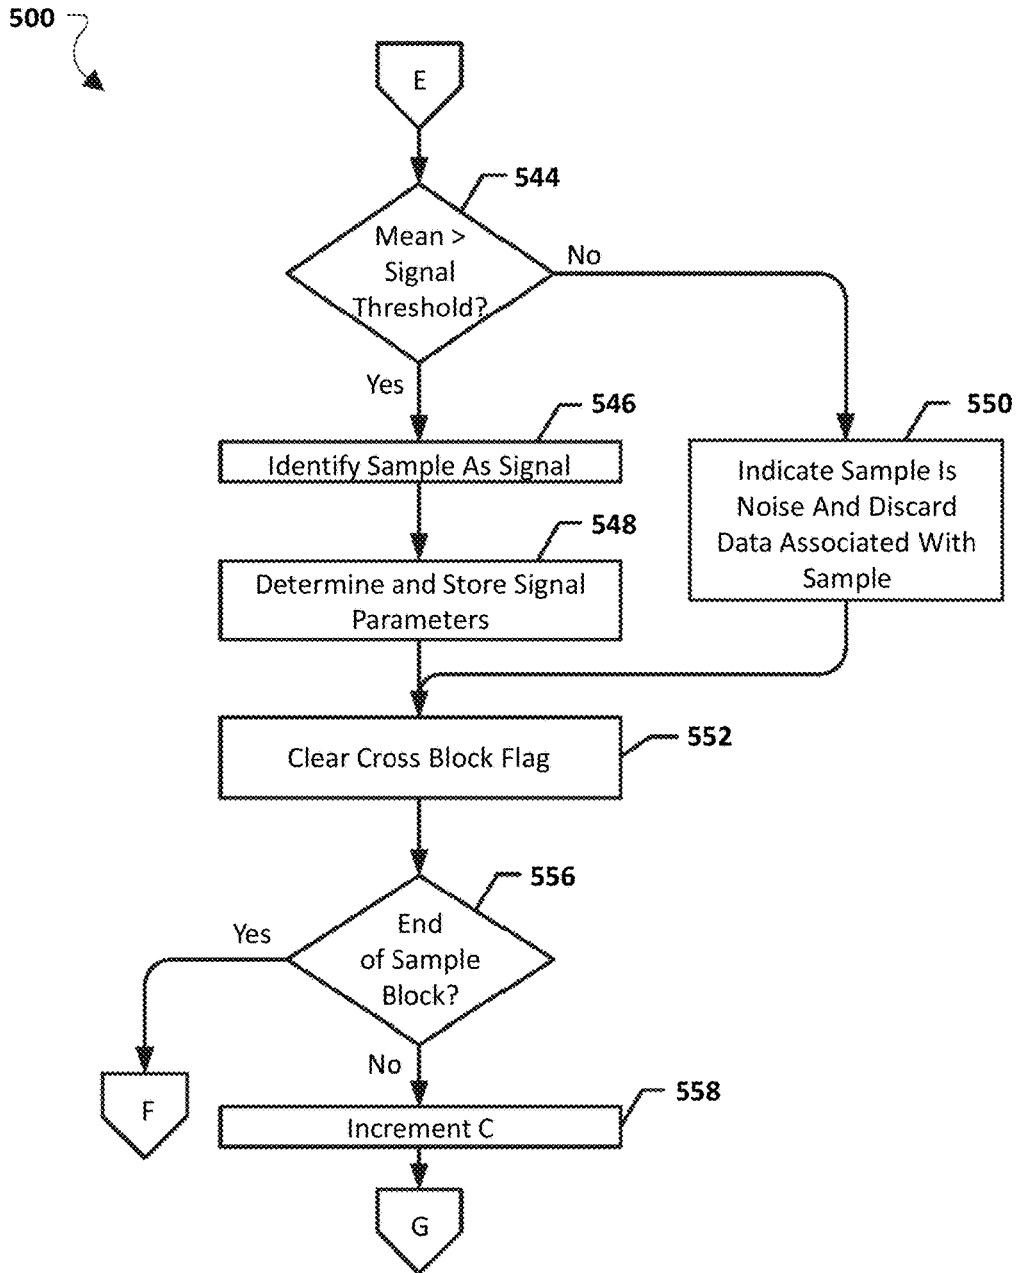 500
E
544
Mean >
Signal
Threshold?
No
Yes
546
Identify Sample As Signal
550
Indicate Sample Is
Noise And Discard
Data Associated With
Sample
548
Determine and Store Signal
Parameters
552
Clear Cross Block Flag
556
End
of Sample
Block?
Yes
No
F
558
Increment C
G